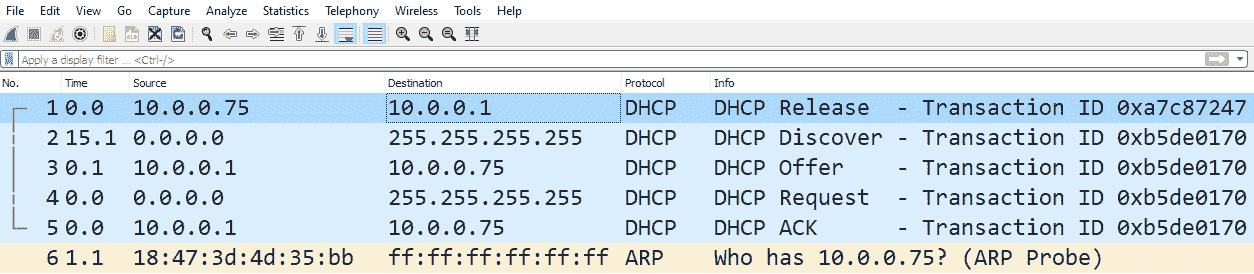 File Edit View Go Capture Analyze Statistics Telephony Wireless Tools Help
Apply a display filter ... <Ctrl-/>
No. Time Source Destination Protocol Info
1 0.0 10.0.0.75 10.0.0.1 DHCP DHCP Release - Transaction ID 0xa7c87247
2 15.1 0.0.0.0 255.255.255.255 DHCP DHCP Discover - Transaction ID 0xb5de0170
3 0.1 10.0.0.1 10.0.0.75 DHCP DHCP Offer - Transaction ID 0xb5de0170
4 0.0 0.0.0.0 255.255.255.255 DHCP DHCP Request - Transaction ID 0xb5de0170
5 0.0 10.0.0.1 10.0.0.75 DHCP DHCP ACK - Transaction ID 0xb5de0170
6 1.1 18:47:3d:4d:35:bb ff:ff:ff:ff:ff:ff ARP Who has 10.0.0.75? (ARP Probe)